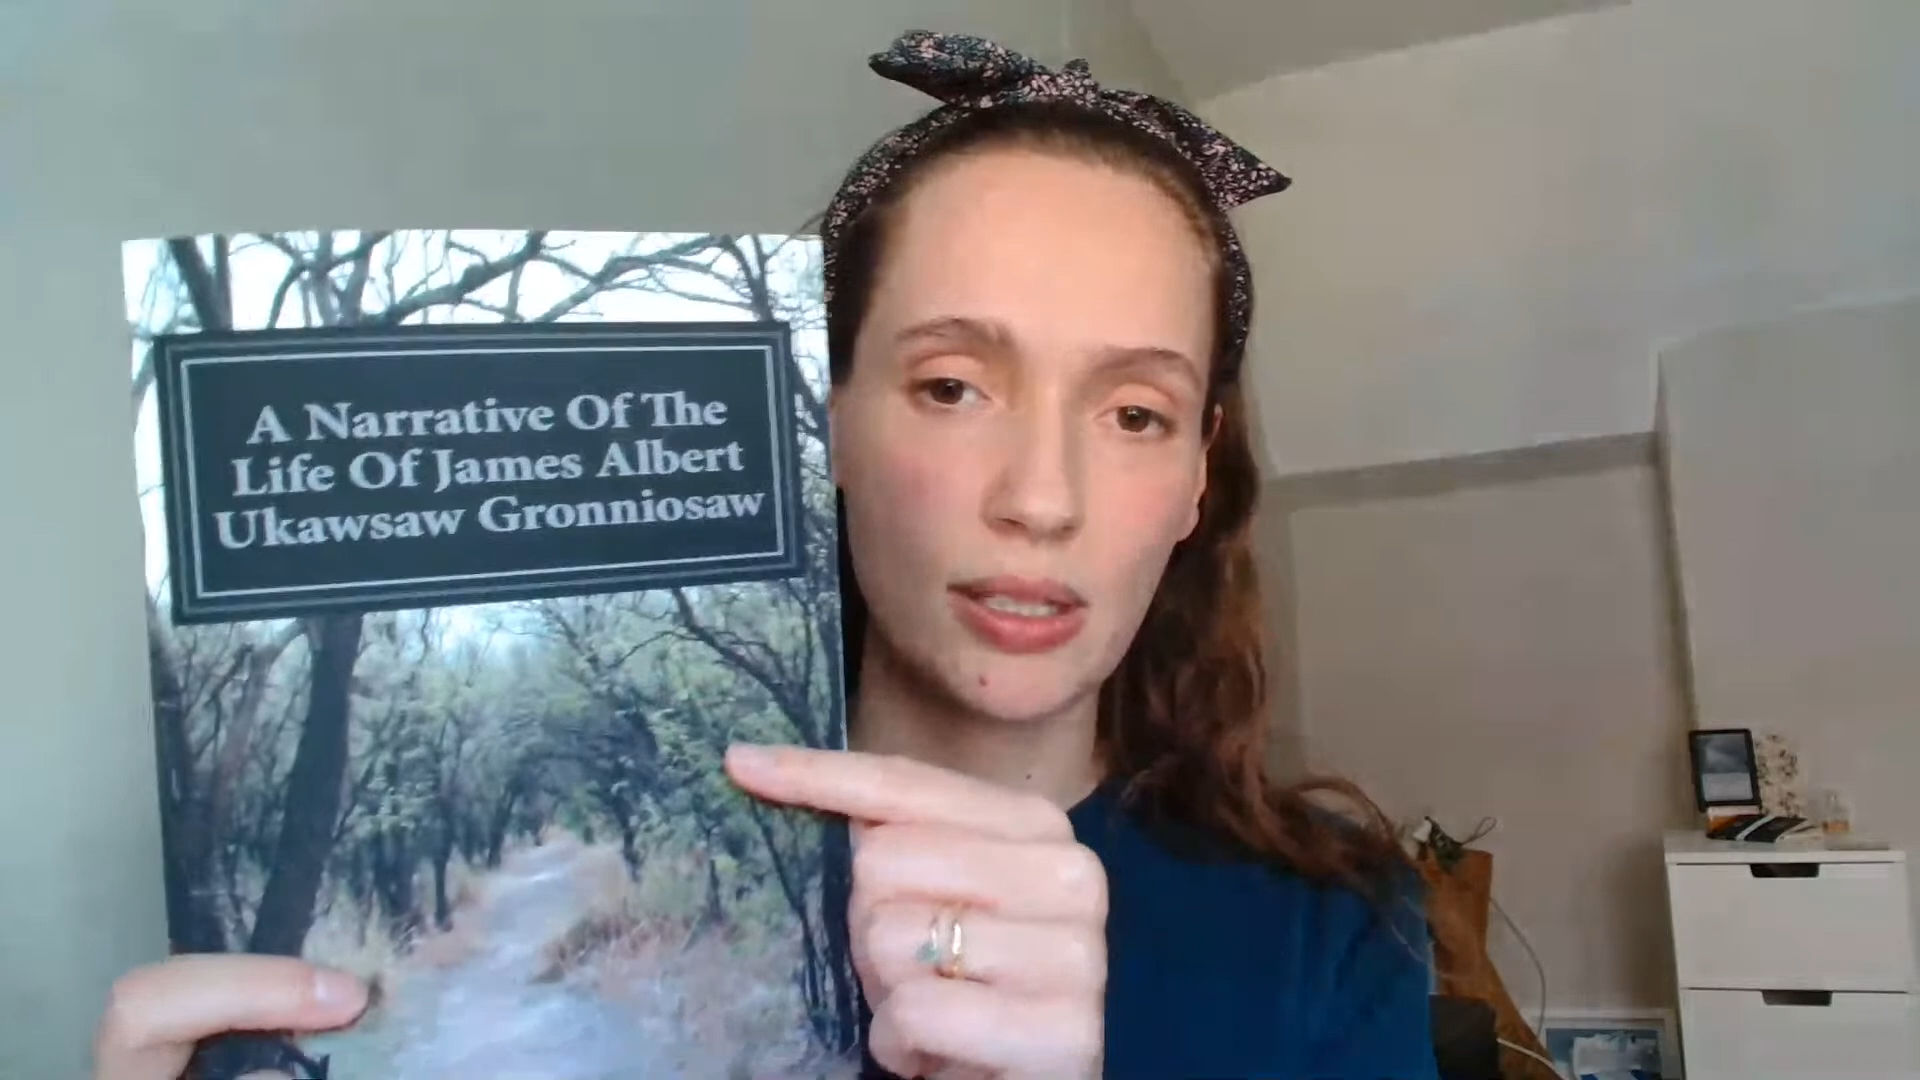 A Narrative Of The
Life Of James Albert
Ukawsaw Gronniosaw